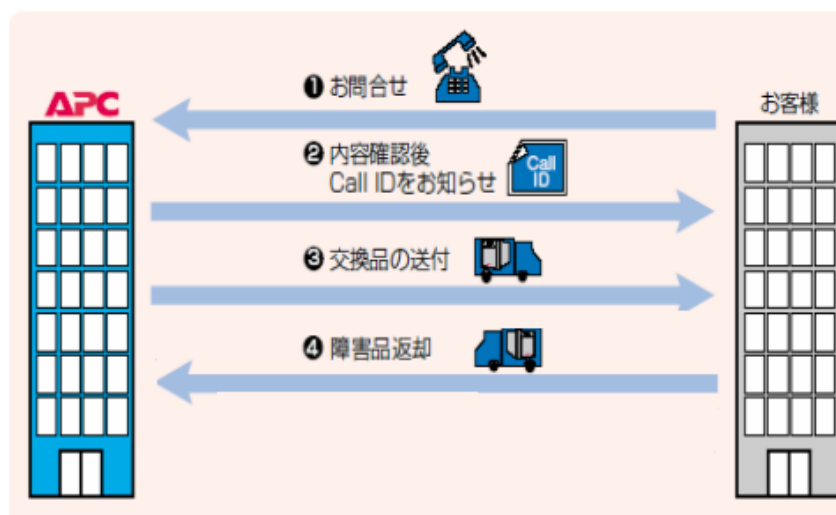 APC
お客様
❶ お問合せ
❷ 内容確認後
Call IDをお知らせ
Call
ID
❸ 交換品の送付
❹ 障害品返却